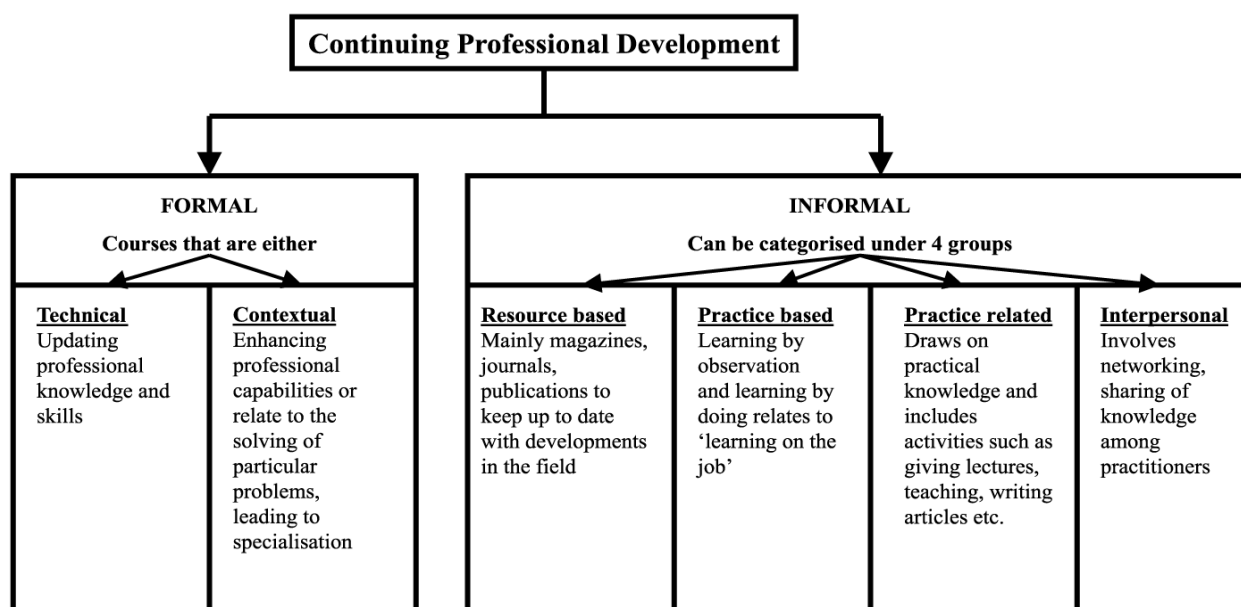 Continuing Professional Development
FORMAL
Courses that are either
Technical
Updating
professional
knowledge and
skills
Contextual
Enhancing
professional
capabilities or
relate to the
solving of
particular
problems,
leading to
specialisation
INFORMAL
Can be categorised under 4 groups
Resource based
Mainly magazines,
journals,
publications to
keep up to date
with developments
in the field
Practice based
Learning by
observation
and learning by
doing relates to
‘learning on the
job’
Practice related
Draws on
practical
knowledge and
includes
activities such as
giving lectures,
teaching, writing
articles etc.
Interpersonal
Involves
networking,
sharing of
knowledge
among
practitioners